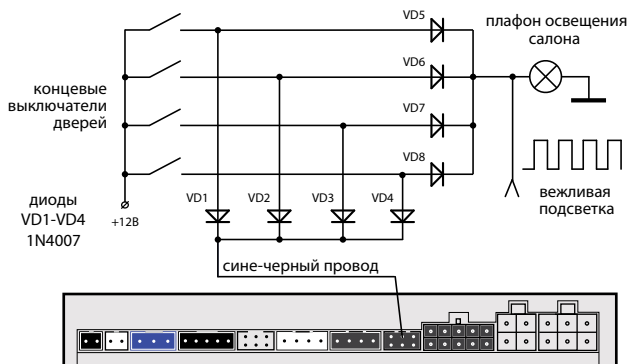 VD5
плафон освещения
салона
VD6
концевые
выключатели
дверей
VD7
VD8
вежливая
подсветка
диоды
VD1-VD4
1N4007
+12В
VD1
VD2
VD3
VD4
сине-черный провод